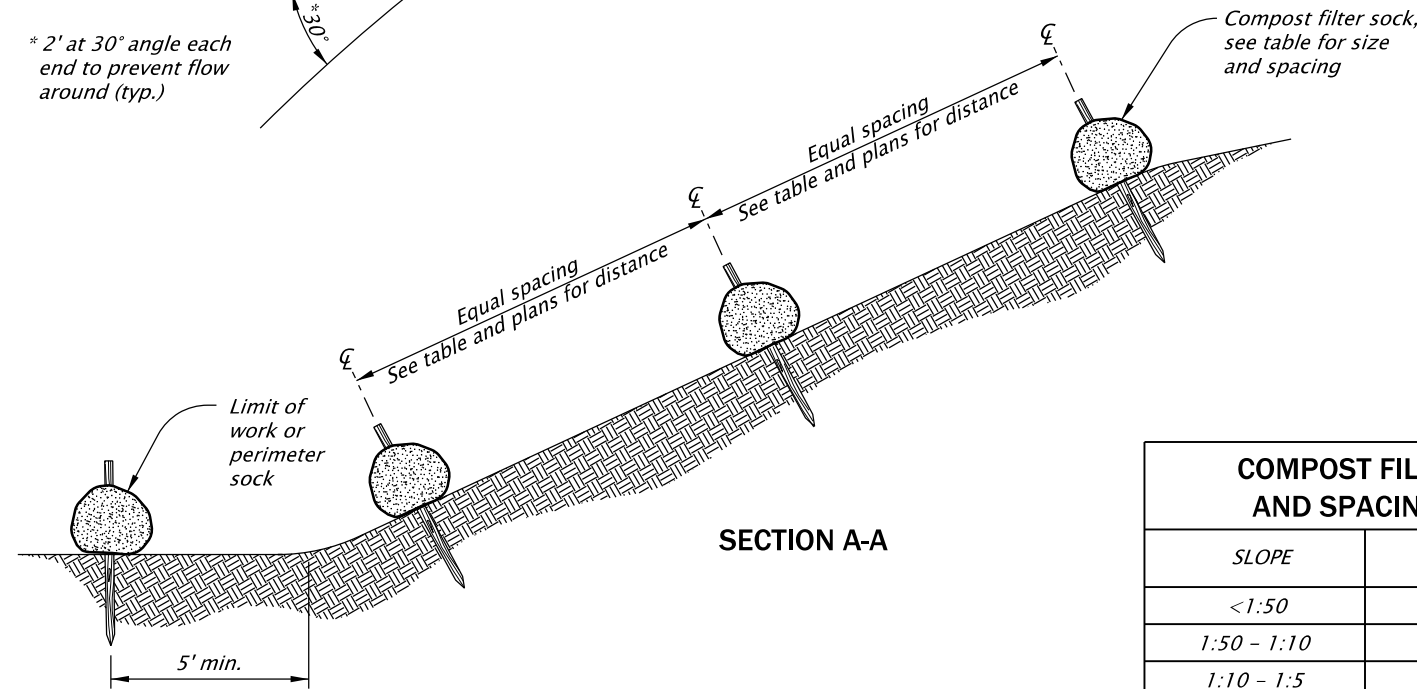 *30°
* 2' at 30° angle each
end to prevent flow
around (typ.)
Compost filter sock,
see table for size
and spacing
℄
Equal spacing
See table and plans for distance
℄
Equal spacing
See table and plans for distance
℄
Limit of
work or
perimeter
sock
5' min.
SECTION A-A
COMPOST FIL
AND SPACIN
SLOPE
<1:50
1:50 – 1:10
1:10 – 1:5